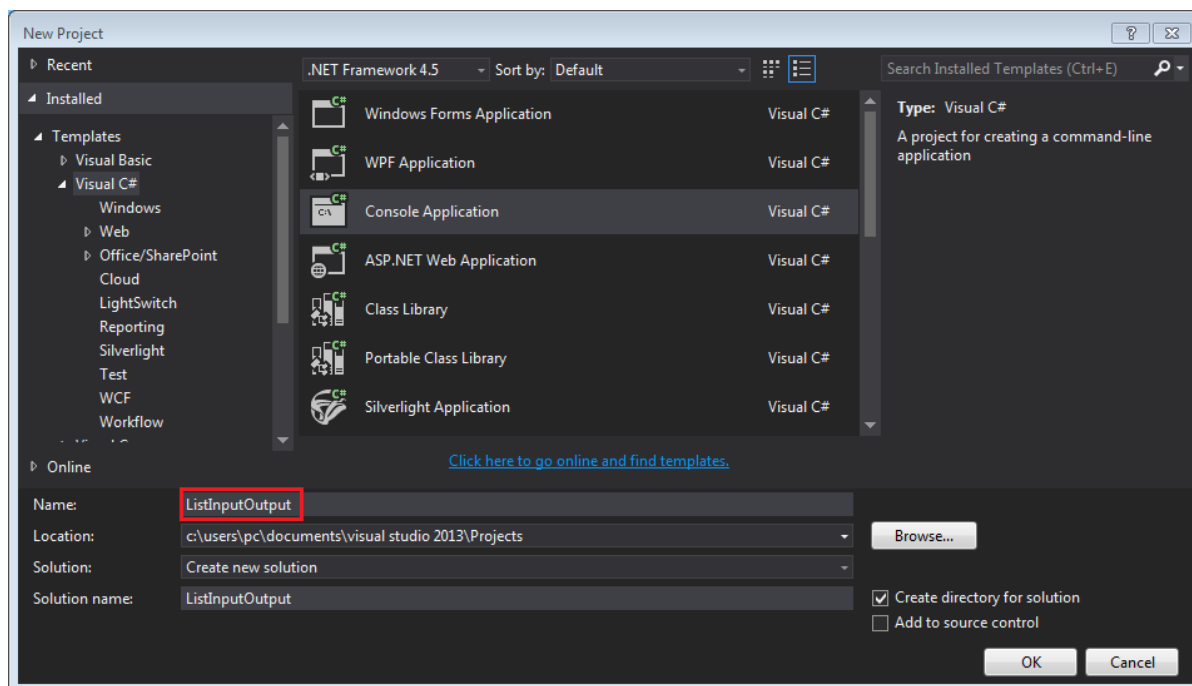 New Project
?
Recent
.NET Framework 4.5
Sort by: Default
Search Installed Templates (Ctrl+E)
Installed
Templates
Visual Basic
Visual C#
Windows
Web
Office/SharePoint
Cloud
LightSwitch
Reporting
Silverlight
Test
WCF
Workflow
Online
C#
Windows Forms Application
Visual C#
C#
WPF Application
Visual C#
C#
C:\
Console Application
Visual C#
C#
ASP.NET Web Application
Visual C#
C#
Class Library
Visual C#
C#
Portable Class Library
Visual C#
C#
Silverlight Application
Visual C#
Click here to go online and find templates.
Type: Visual C#
A project for creating a command-line
application
Name: ListInputOutput
Location: c:\users\pc\documents\visual studio 2013\Projects
Browse...
Solution: Create new solution
Solution name: ListInputOutput
Create directory for solution
Add to source control
OK
Cancel